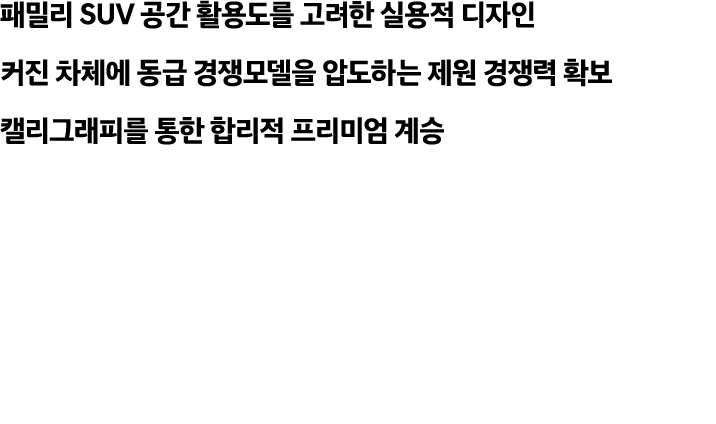 패밀리 SUV 공간 활용도를 고려한 실용적 디자인
커진 차체에 동급 경쟁모델을 압도하는 제원 경쟁력 확보
캘리그래피를 통한 합리적 프리미엄 계승